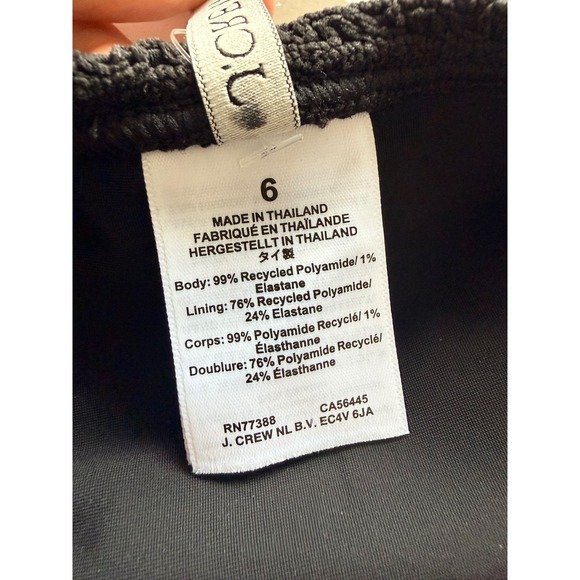 J.CREW
6
MADE IN THAILAND
FABRIQUÉ EN THAÏLANDE
HERGESTELLT IN THAILAND
タイ製
Body: 99% Recycled Polyamide/ 1%
Elastane
Lining: 76% Recycled Polyamide/
24% Elastane
Corps: 99% Polyamide Recyclé/ 1%
Élasthanne
Doublure: 76% Polyamide Recyclé/
24% Élasthanne
RN77388 CA56445
J. CREW NL B.V. EC4V 6JA